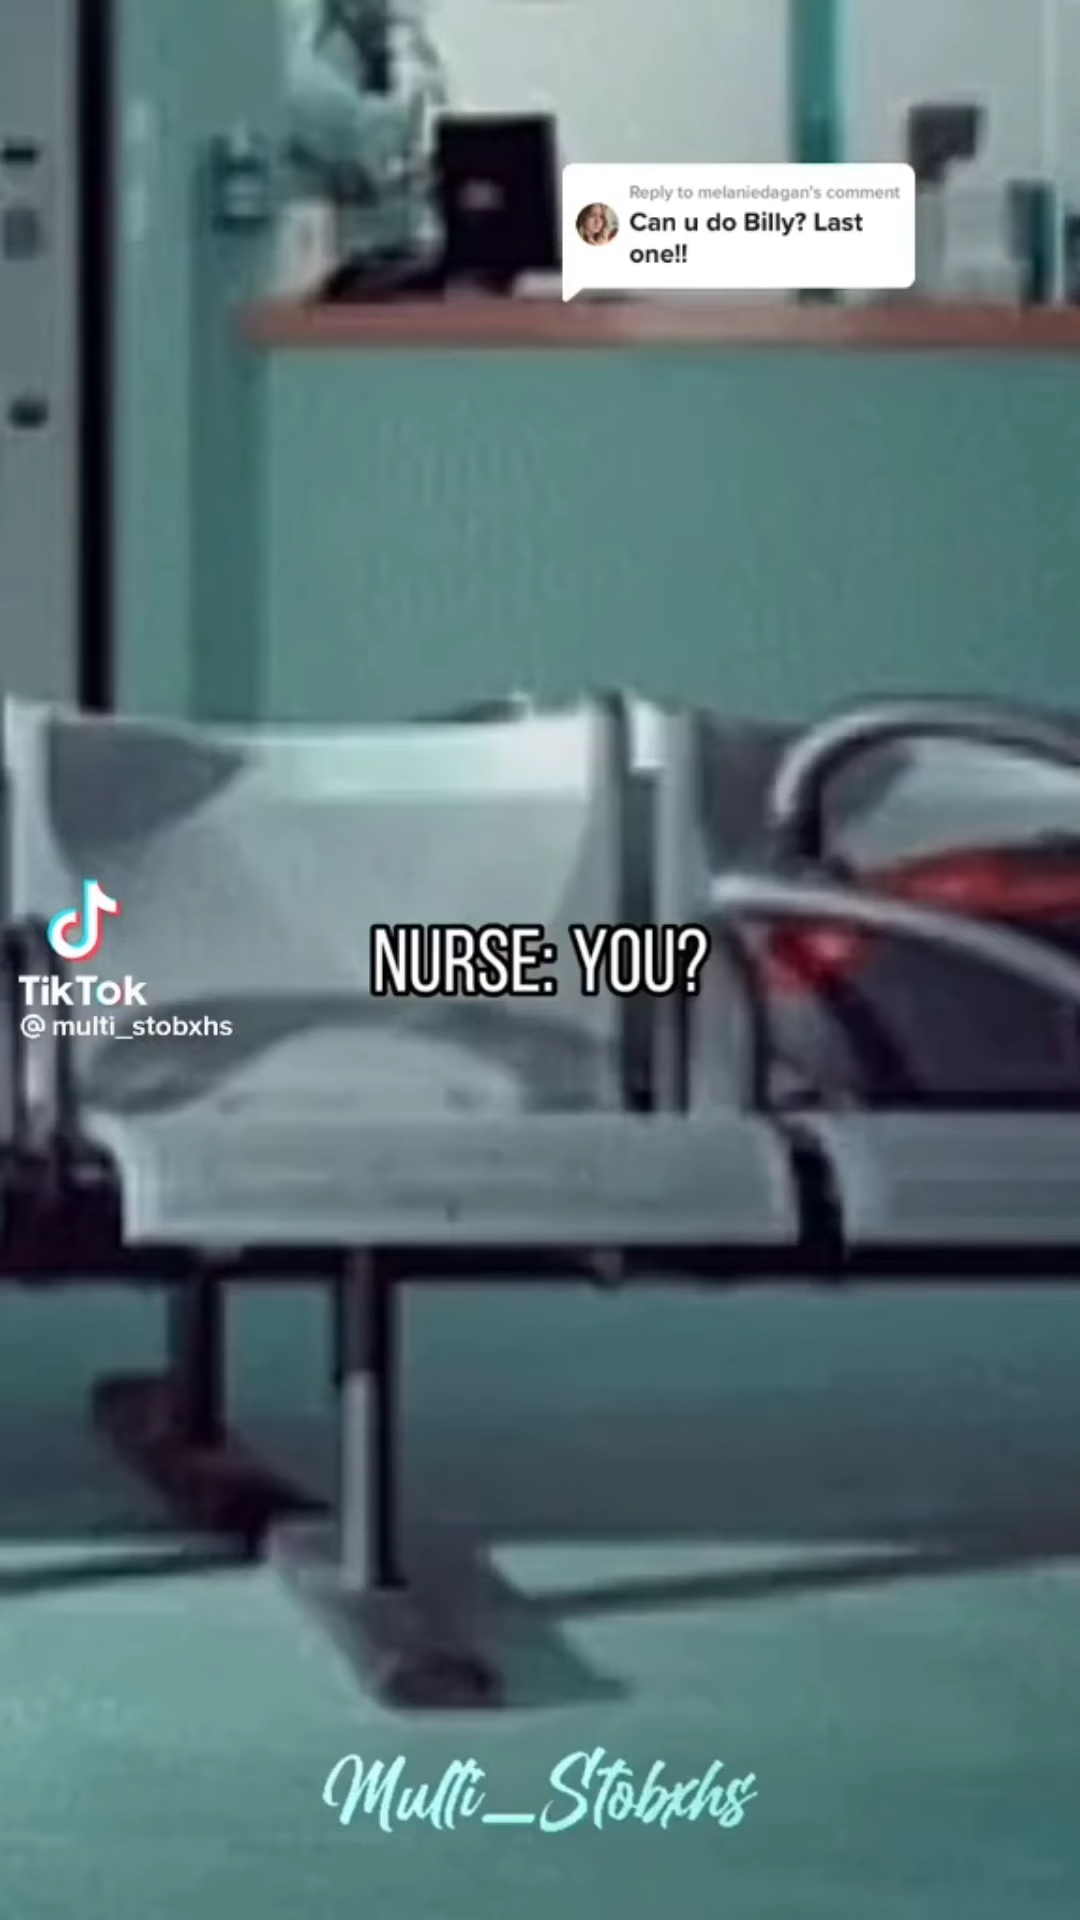 Reply to melaniedagan's comment
Can u do Billy? Last
one!!
NURSE: YOU?
TikTok
@multi_stobxhs
Multi_Stobxhs